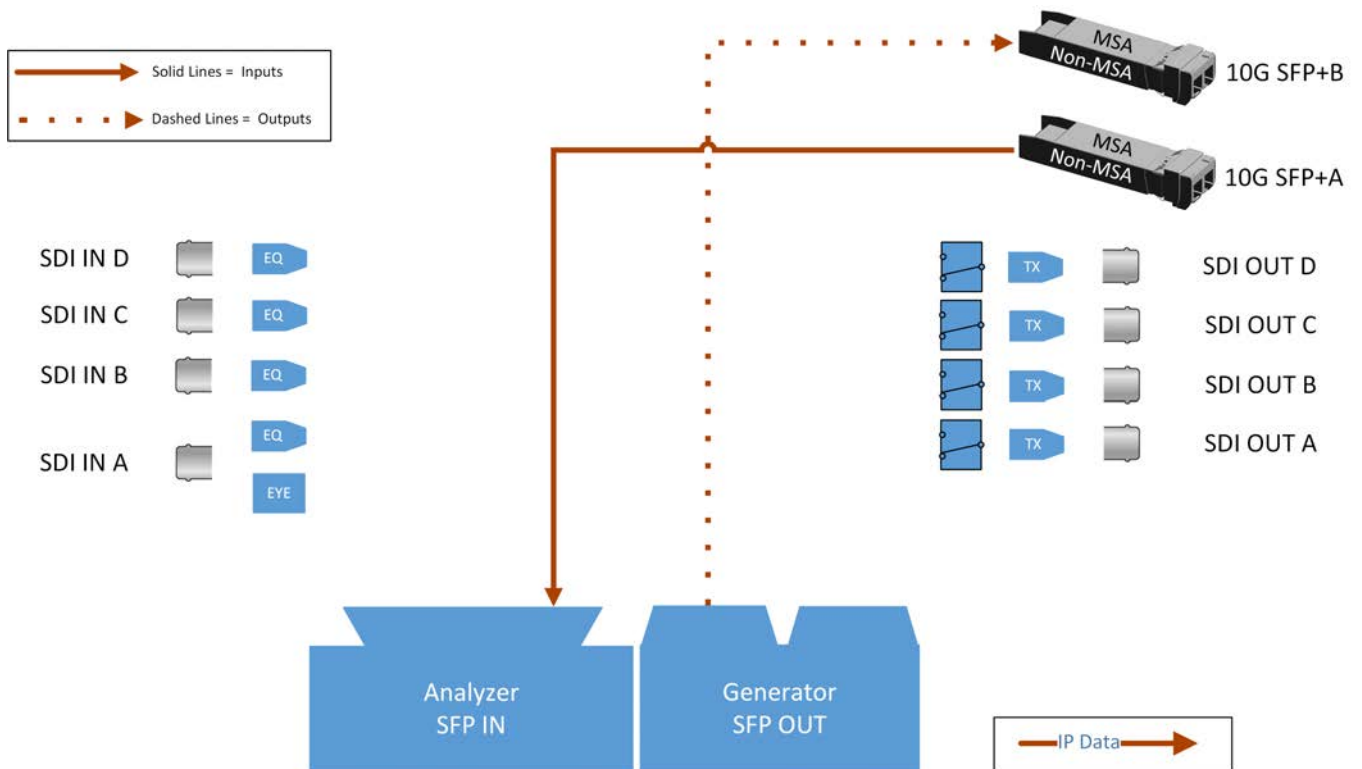 Solid Lines = Inputs
Dashed Lines = Outputs
MSA
Non-MSA
10G SFP+B
MSA
Non-MSA
10G SFP+A
SDI IN D
EQ
TX
SDI OUT D
SDI IN C
EQ
TX
SDI OUT C
SDI IN B
EQ
TX
SDI OUT B
EQ
SDI IN A
EYE
TX
SDI OUT A
Analyzer
SFP IN
Generator
SFP OUT
IP Data